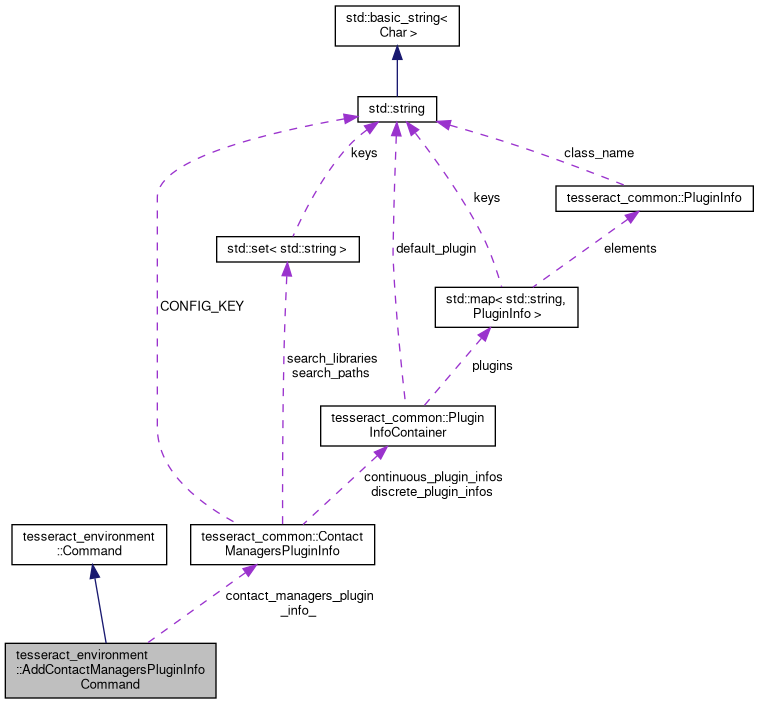 std::basic_string<
Char >
std::string
keys
class_name
tesseract_common::PluginInfo
keys
std::set< std::string >
default_plugin
elements
CONFIG_KEY
std::map< std::string,
PluginInfo >
search_libraries
search_paths
plugins
tesseract_common::Plugin
InfoContainer
continuous_plugin_infos
discrete_plugin_infos
tesseract_environment
::Command
tesseract_common::Contact
ManagersPluginInfo
contact_managers_plugin
_info_
tesseract_environment
::AddContactManagersPluginInfo
Command